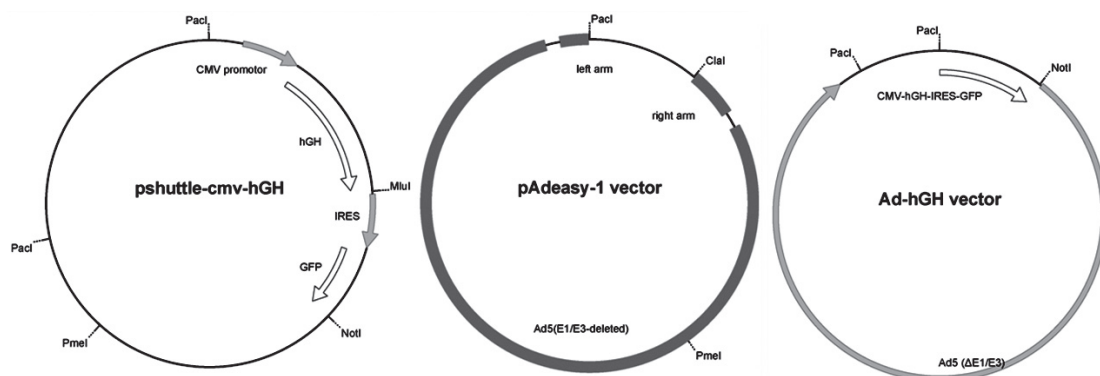 PacI
CMV promotor
hGH
pshuttle-cmv-hGH
MluI
IRES
PacI
GFP
PmeI
NotI
PacI
left arm
ClaI
right arm
pAdeasy-1 vector
Ad5(E1/E3-deleted)
PmeI
PacI
PacI
NotI
CMV-hGH-IRES-GFP
Ad-hGH vector
Ad5 (ΔE1/E3)